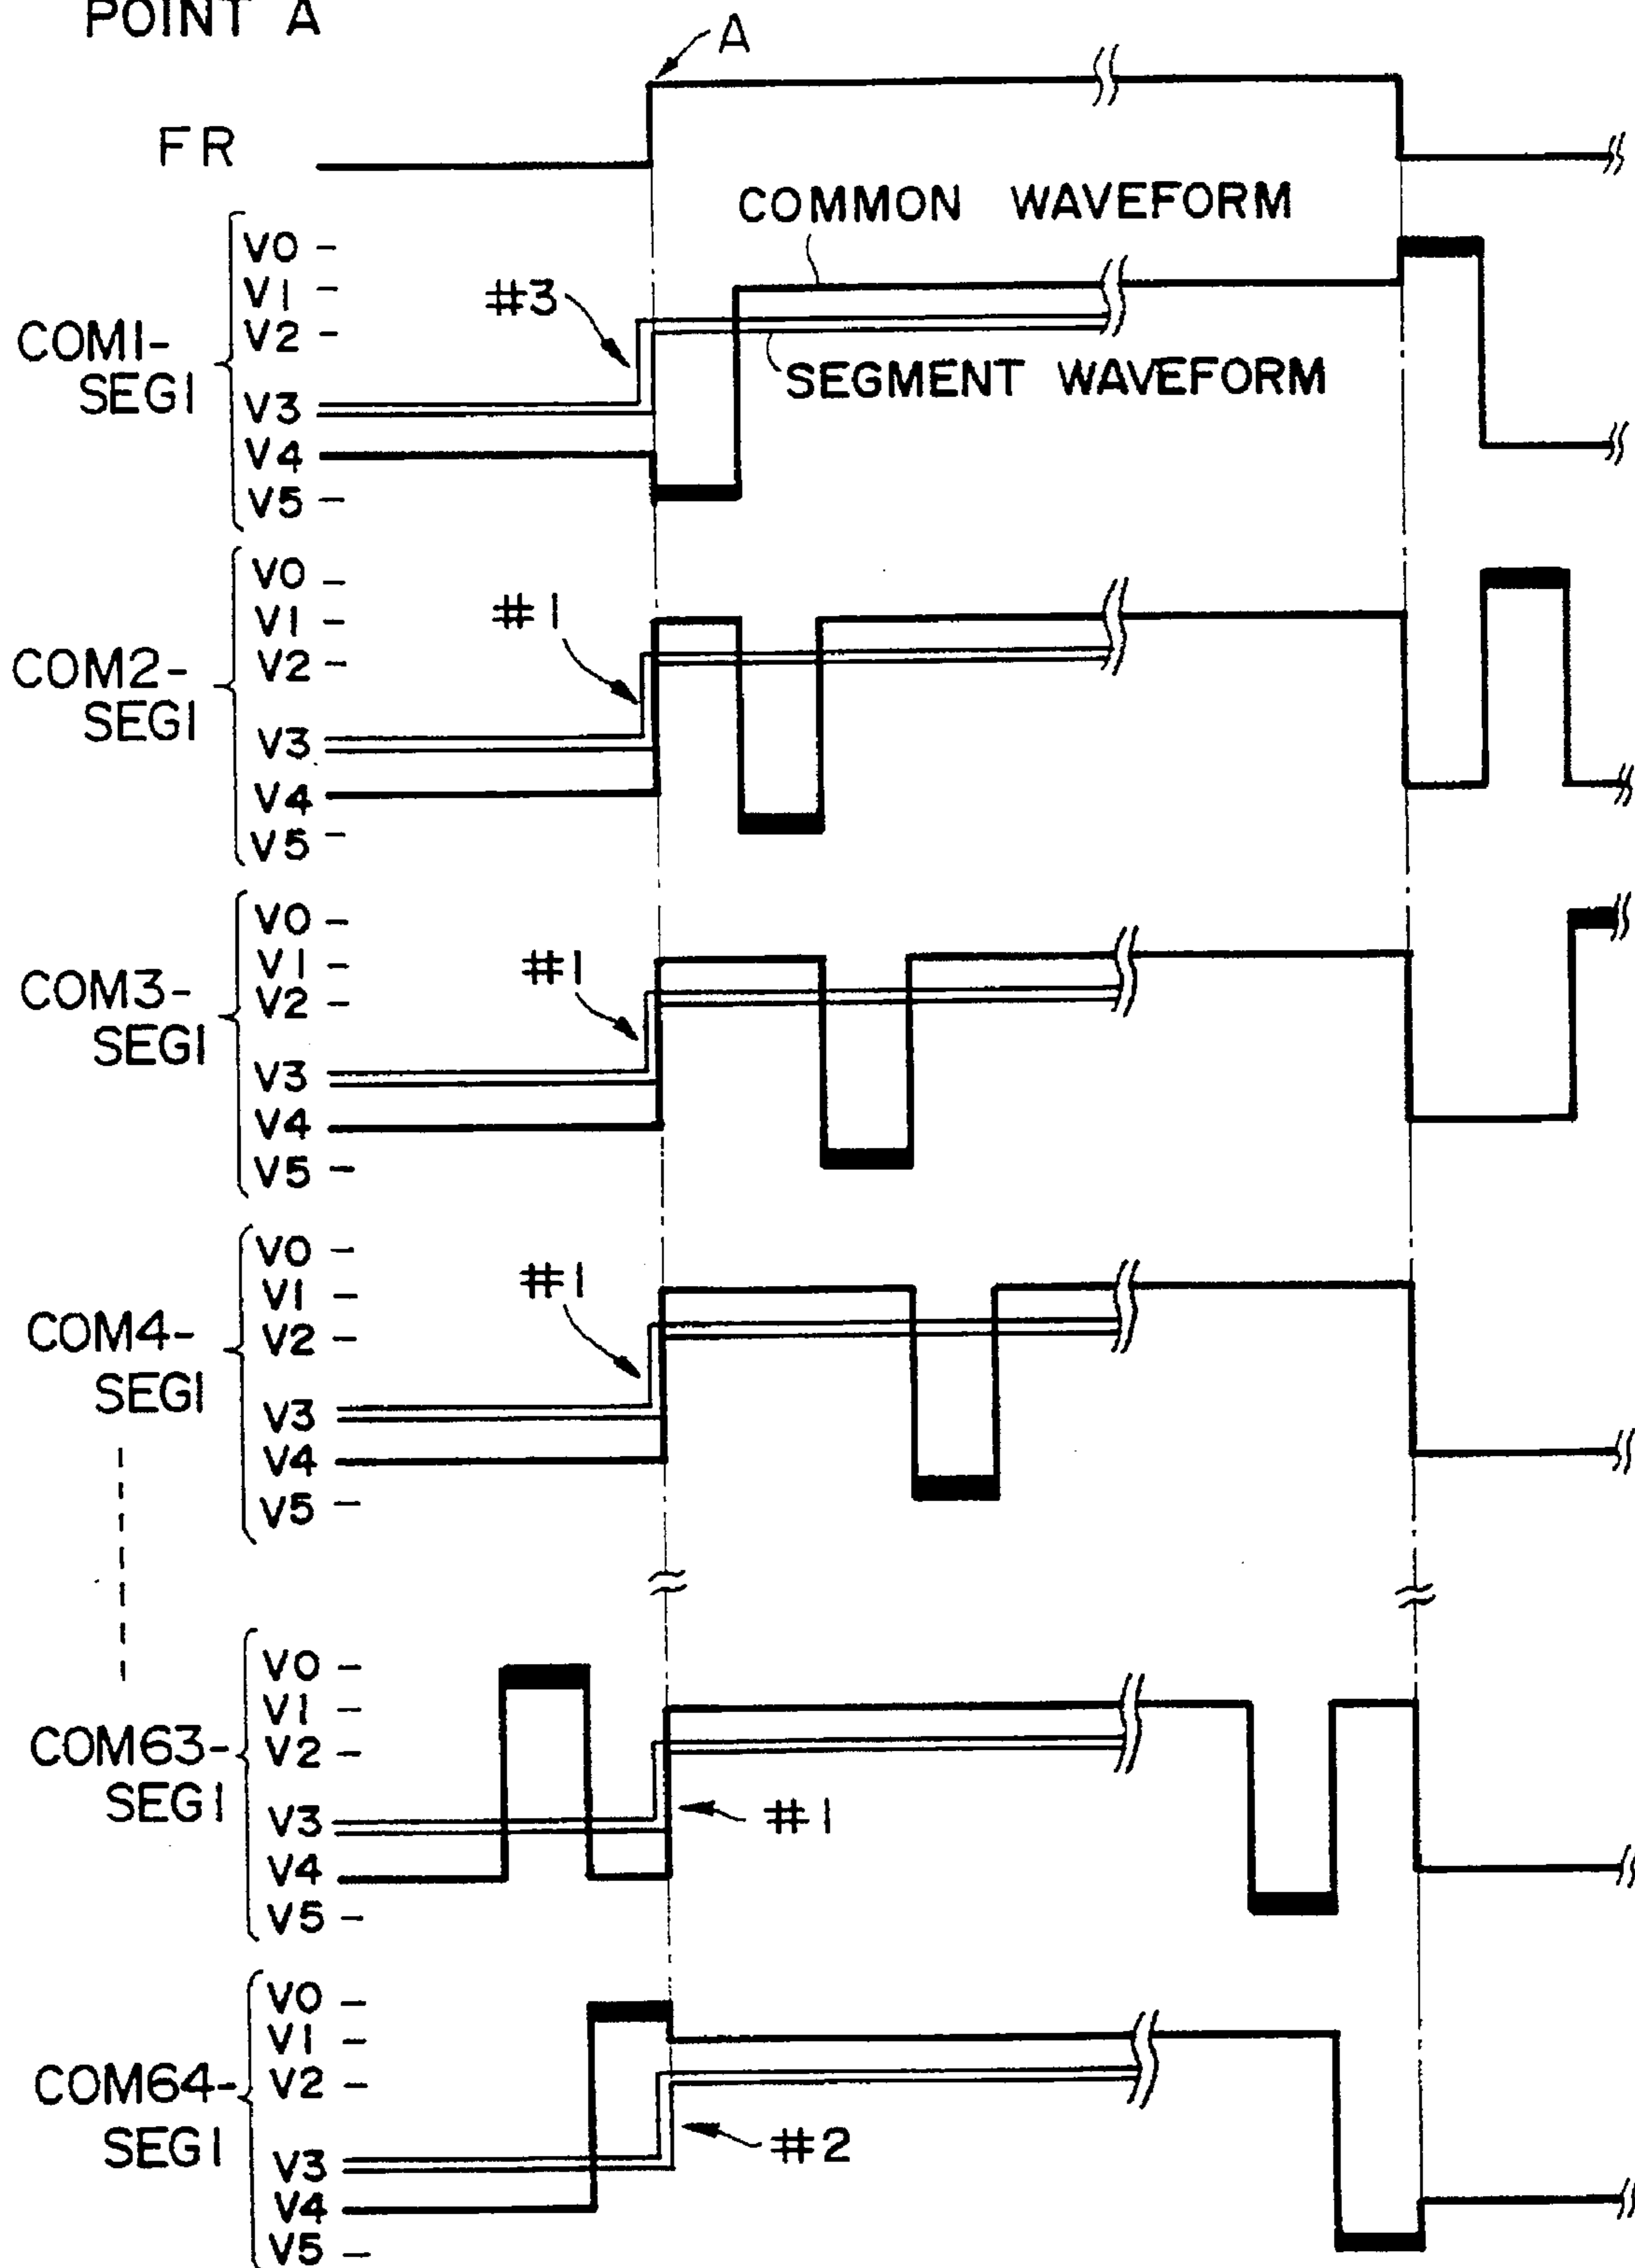 POINT A
A
FR
COMMON WAVEFORM
V0
V1
#3
V2
COM1-
SEG1
SEGMENT WAVEFORM
V3
V4
V5
V0
#1
V1
COM2-
SEG1
V2
V3
V4
V5
V0
V1
#1
COM3-
SEG1
V2
V3
V4
V5
V0
#1
V1
COM4-
SEG1
V2
V3
V4
V5
V0
V1
COM63-
SEG1
V2
V3
#1
V4
V5
V0
V1
COM64-
SEG1
V2
V3
#2
V4
V5